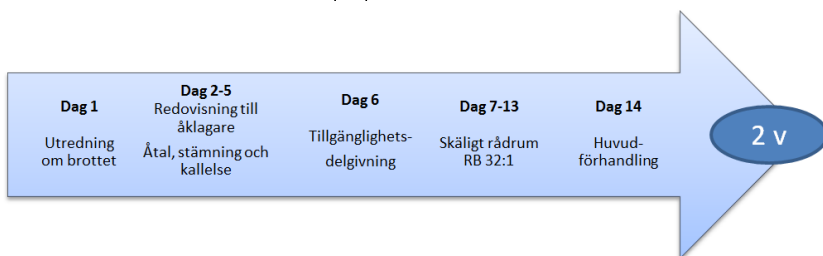 Dag 1
Utredning
om brottet
Dag 2-5
Redovisning till
åklagare
Åtal, stämning och
kallelse
Dag 6
Tillgänglighets-
delgivning
Dag 7-13
Skäligt rådrum
RB 32:1
Dag 14
Huvud-
förhandling
2 v